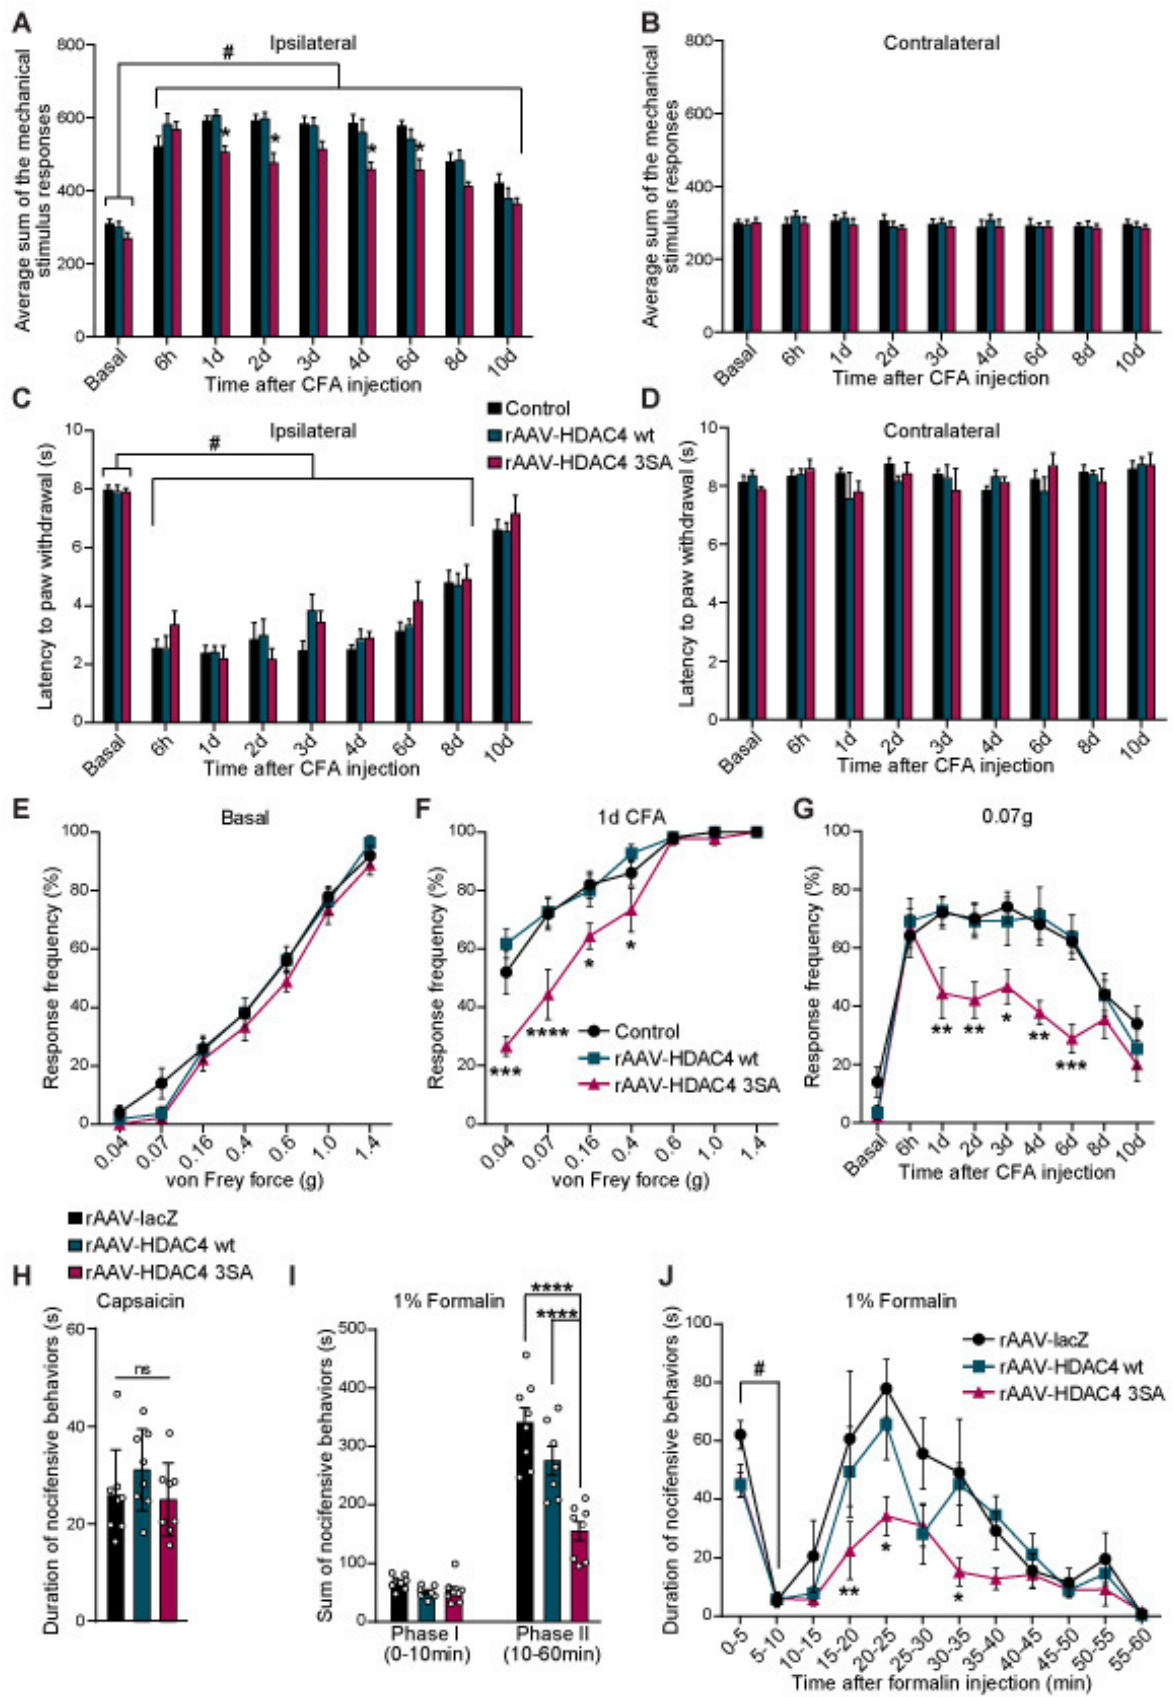 A
Ipsilateral
#
Average sum of the mechanical
stimulus responses
800
600
400
200
0
*
*
*
*
Basal
6h
1d
2d
3d
4d
6d
8d
10d
Time after CFA injection
B
Contralateral
Average sum of the mechanical
stimulus responses
800
600
400
200
0
Basal
6h
1d
2d
3d
4d
6d
8d
10d
Time after CFA injection
C
Ipsilateral
#
Control
rAAV-HDAC4 wt
rAAV-HDAC4 3SA
Latency to paw withdrawal (s)
10
8
6
4
2
0
Basal
6h
1d
2d
3d
4d
6d
8d
10d
Time after CFA injection
D
Contralateral
Latency to paw withdrawal (s)
10
8
6
4
2
0
Basal
6h
1d
2d
3d
4d
6d
8d
10d
Time after CFA injection
E
Basal
Response frequency (%)
100
80
60
40
20
0
0.04
0.07
0.16
0.4
0.6
1.0
1.4
von Frey force (g)
F
1d CFA
Response frequency (%)
100
80
60
40
20
0
***
****
*
*
Control
rAAV-HDAC4 wt
rAAV-HDAC4 3SA
0.04
0.07
0.16
0.4
0.6
1.0
1.4
von Frey force (g)
G
0.07g
Response frequency (%)
100
80
60
40
20
0
**
**
*
**
***
Basal
6h
1d
2d
3d
4d
6d
8d
10d
Time after CFA injection
rAAV-lacZ
rAAV-HDAC4 wt
rAAV-HDAC4 3SA
H
Capsaicin
Duration of nocifensive behaviors (s)
60
40
20
0
ns
I
1% Formalin
****
****
Sum of nocifensive behaviors (s)
500
400
300
200
100
0
Phase I
(0-10min)
Phase II
(10-60min)
J
1% Formalin
rAAV-lacZ
rAAV-HDAC4 wt
rAAV-HDAC4 3SA
#
Duration of nocifensive behaviors (s)
100
80
60
40
20
0
**
*
*
0-5
5-10
10-15
15-20
20-25
25-30
30-35
35-40
40-45
45-50
50-55
55-60
Time after formalin injection (min)